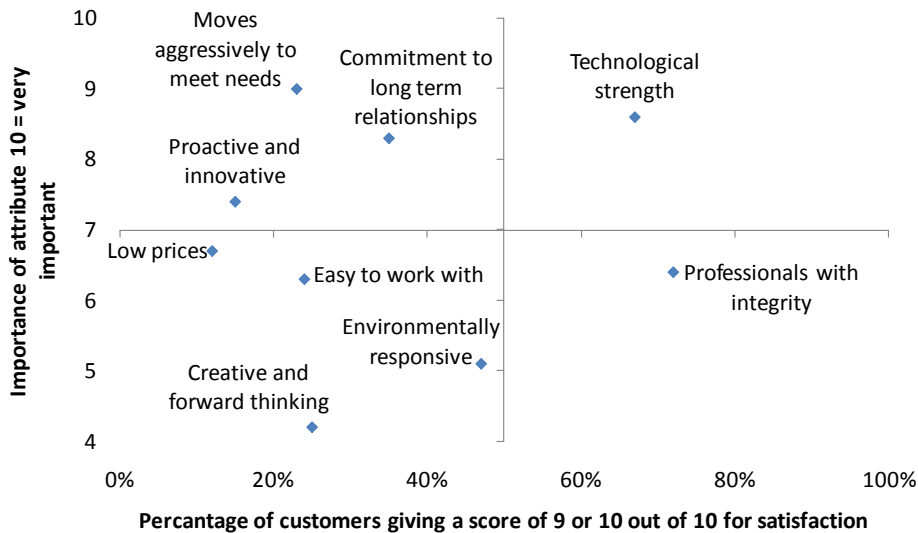 Importance of attribute 10 = very
important
10
9
8
7
6
5
4
Moves
aggressively to
meet needs
Commitment to
long term
relationships
Technological
strength
Proactive and
innovative
Low prices
Easy to work with
Professionals with
integrity
Environmentally
responsive
Creative and
forward thinking
0%
20%
40%
60%
80%
100%
Percantage of customers giving a score of 9 or 10 out of 10 for satisfaction